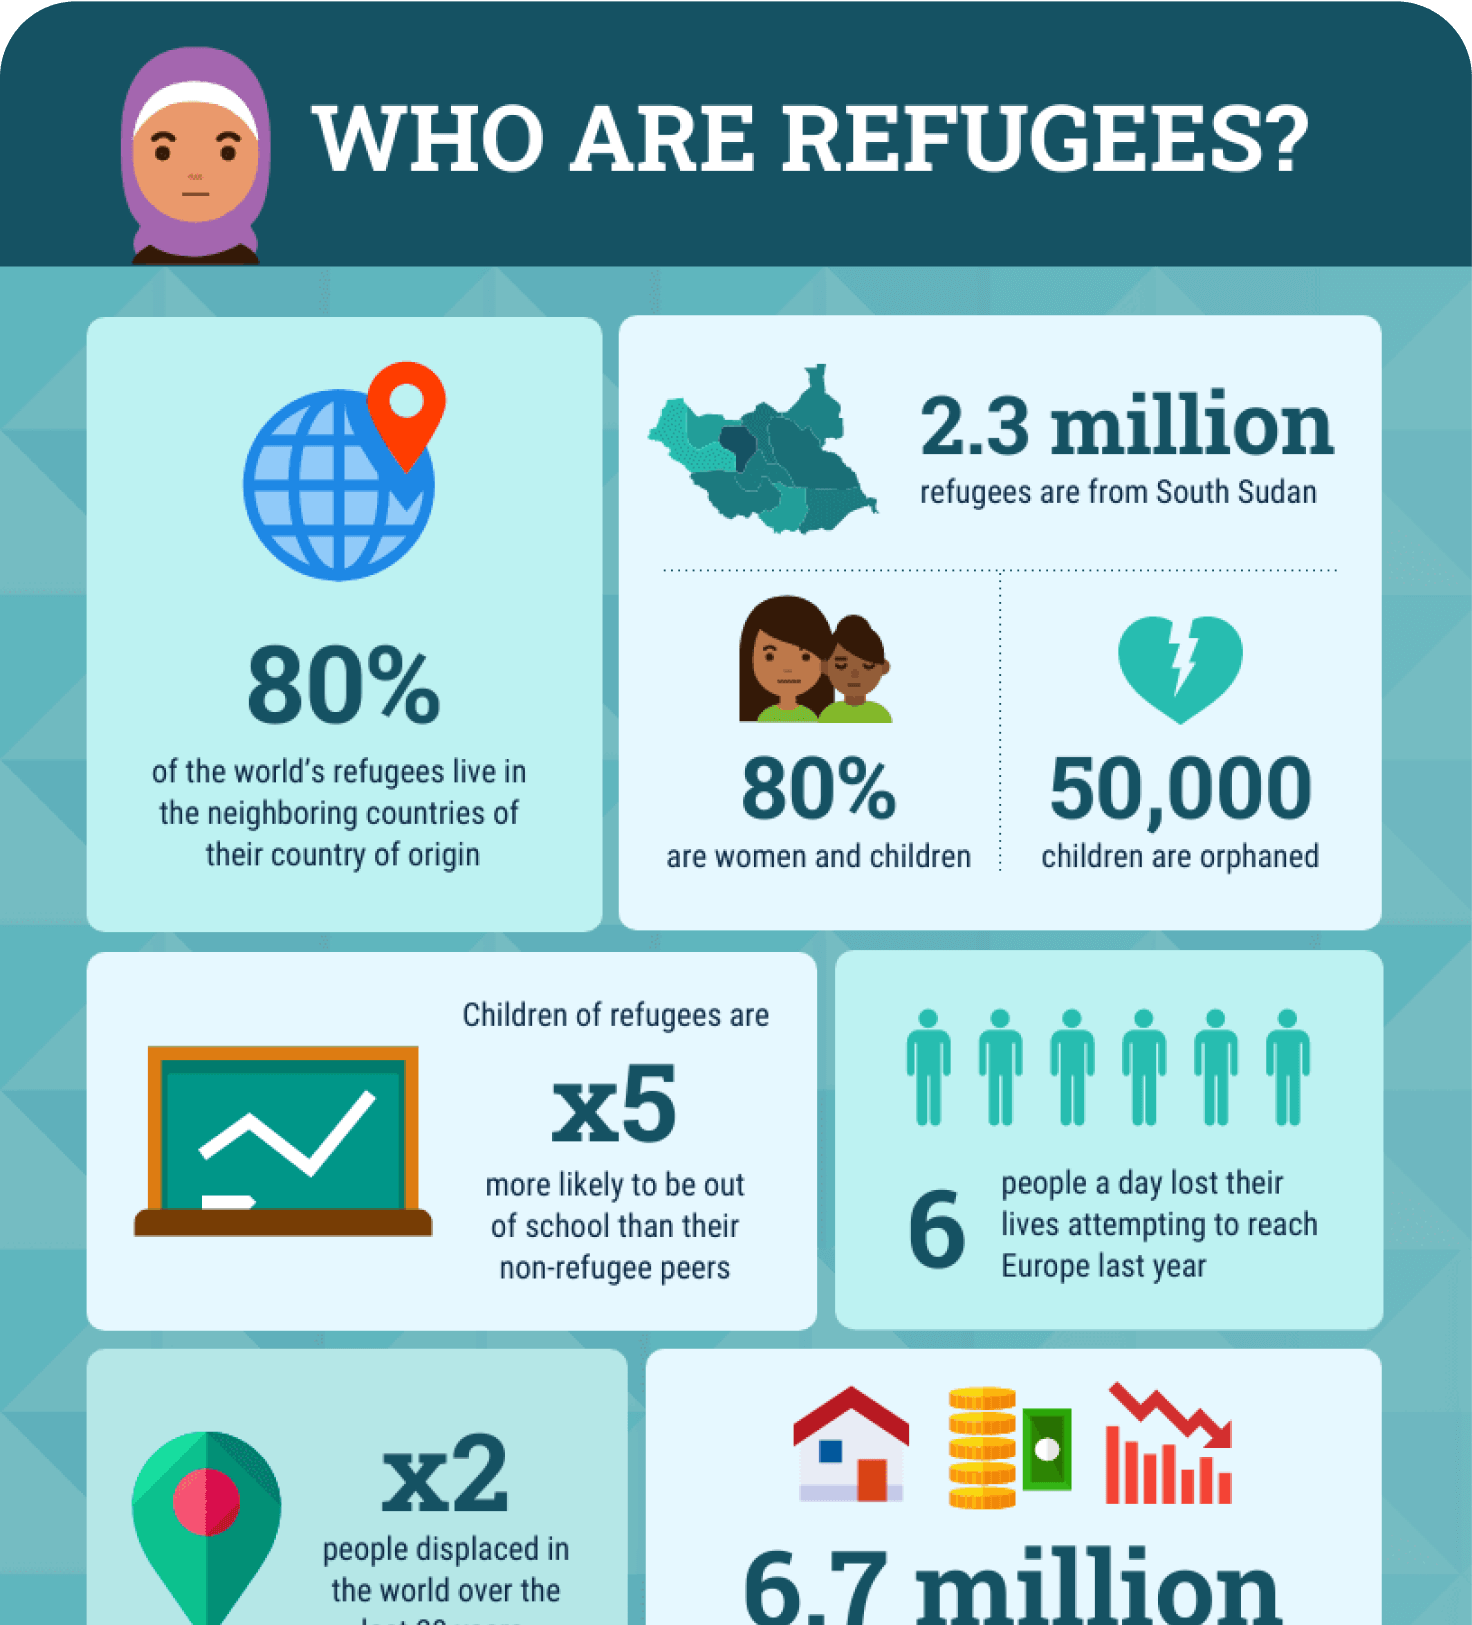 WHO ARE REFUGEES?
80%
of the world's refugees live in
the neighboring countries of
their country of origin
2.3 million
refugees are from South Sudan
80%
are women and children
50,000
children are orphaned
Children of refugees are
x5
more likely to be out
of school than their
non-refugee peers
6
people a day lost their
lives attempting to reach
Europe last year
x2
people displaced in
the world over the
6.7 million